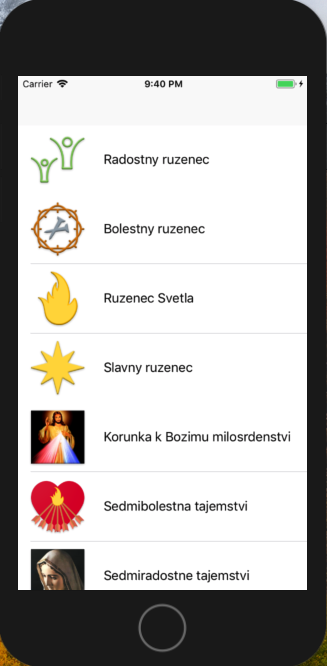 Carrier
9:40 PM
Radostny ruzenec
Bolestny ruzenec
Ruzenec Svetla
Slavny ruzenec
Korunka k Bozimu milosrdenstvi
Sedmibolestna tajemstvi
Sedmiradostne tajemstvi